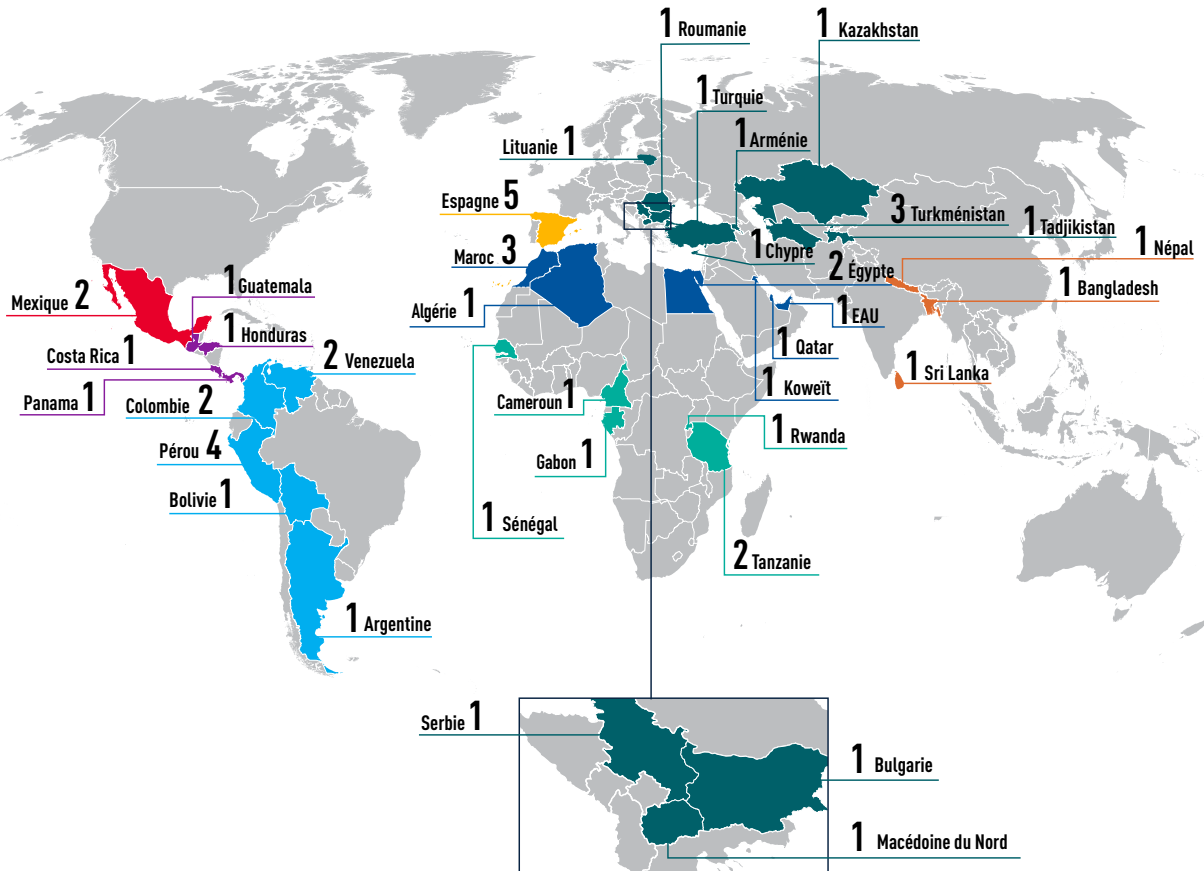 1 Roumanie
1 Kazakhstan
1 Turquie
1 Arménie
Lituanie 1
Espagne 5
3 Turkménistan
1 Tadjikistan
1 Népal
Maroc 3
1 Chypre
2 Égypte
1 Bangladesh
Mexique 2
1 Guatemala
Algérie 1
1 EAU
1 Honduras
1 Qatar
Costa Rica 1
2 Venezuela
1 Sri Lanka
1 Koweït
Panama 1
Colombie 2
Cameroun 1
1 Rwanda
Pérou 4
Gabon 1
Bolivie 1
1 Sénégal
2 Tanzanie
1 Argentine
Serbie 1
1 Bulgarie
1 Macédoine du Nord